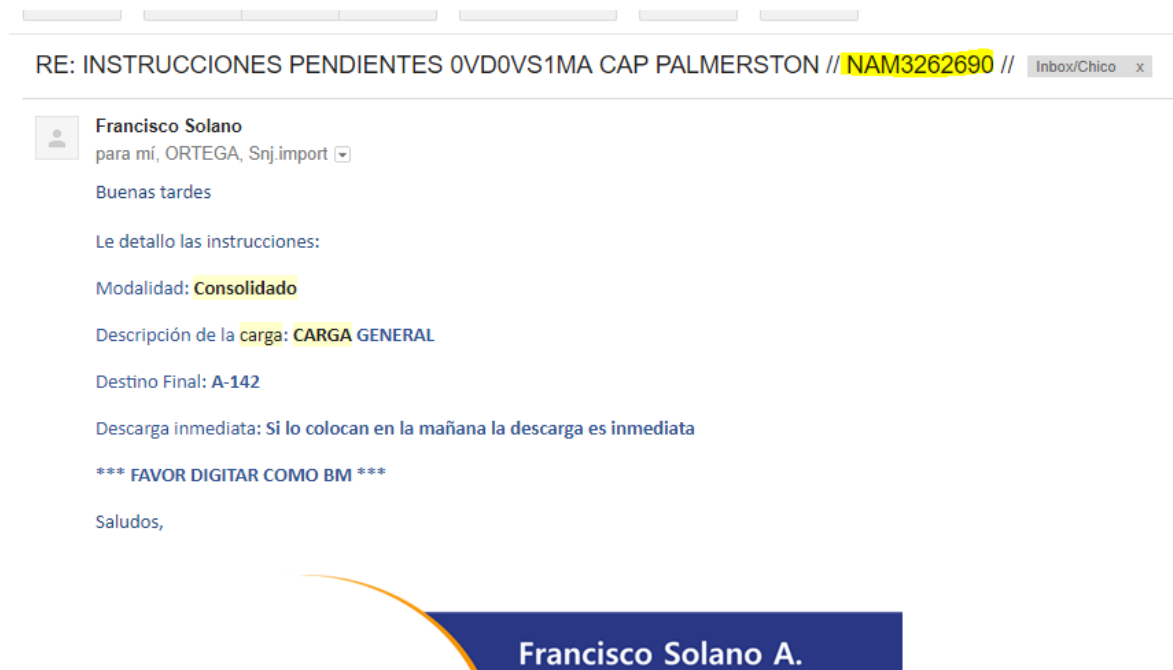 RE: INSTRUCCIONES PENDIENTES 0VD0VS1MA CAP PALMERSTON // NAM3262690 // Inbox/Chico x
Francisco Solano
para mí, ORTEGA, Snj.import
Buenas tardes
Le detallo las instrucciones:
Modalidad: Consolidado
Descripción de la carga: CARGA GENERAL
Destino Final: A-142
Descarga inmediata: Si lo colocan en la mañana la descarga es inmediata
*** FAVOR DIGITAR COMO BM ***
Saludos,
Francisco Solano A.